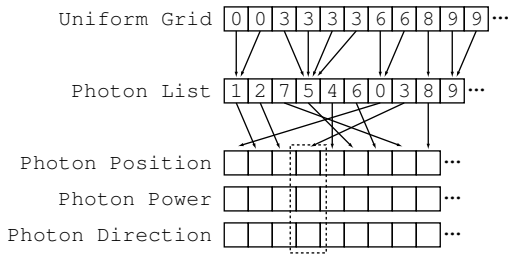 Uniform Grid 0 0 3 3 3 3 6 6 8 9 9 ...
Photon List 1 2 7 5 4 6 0 3 8 9 ...
Photon Position ...
Photon Power ...
Photon Direction ...